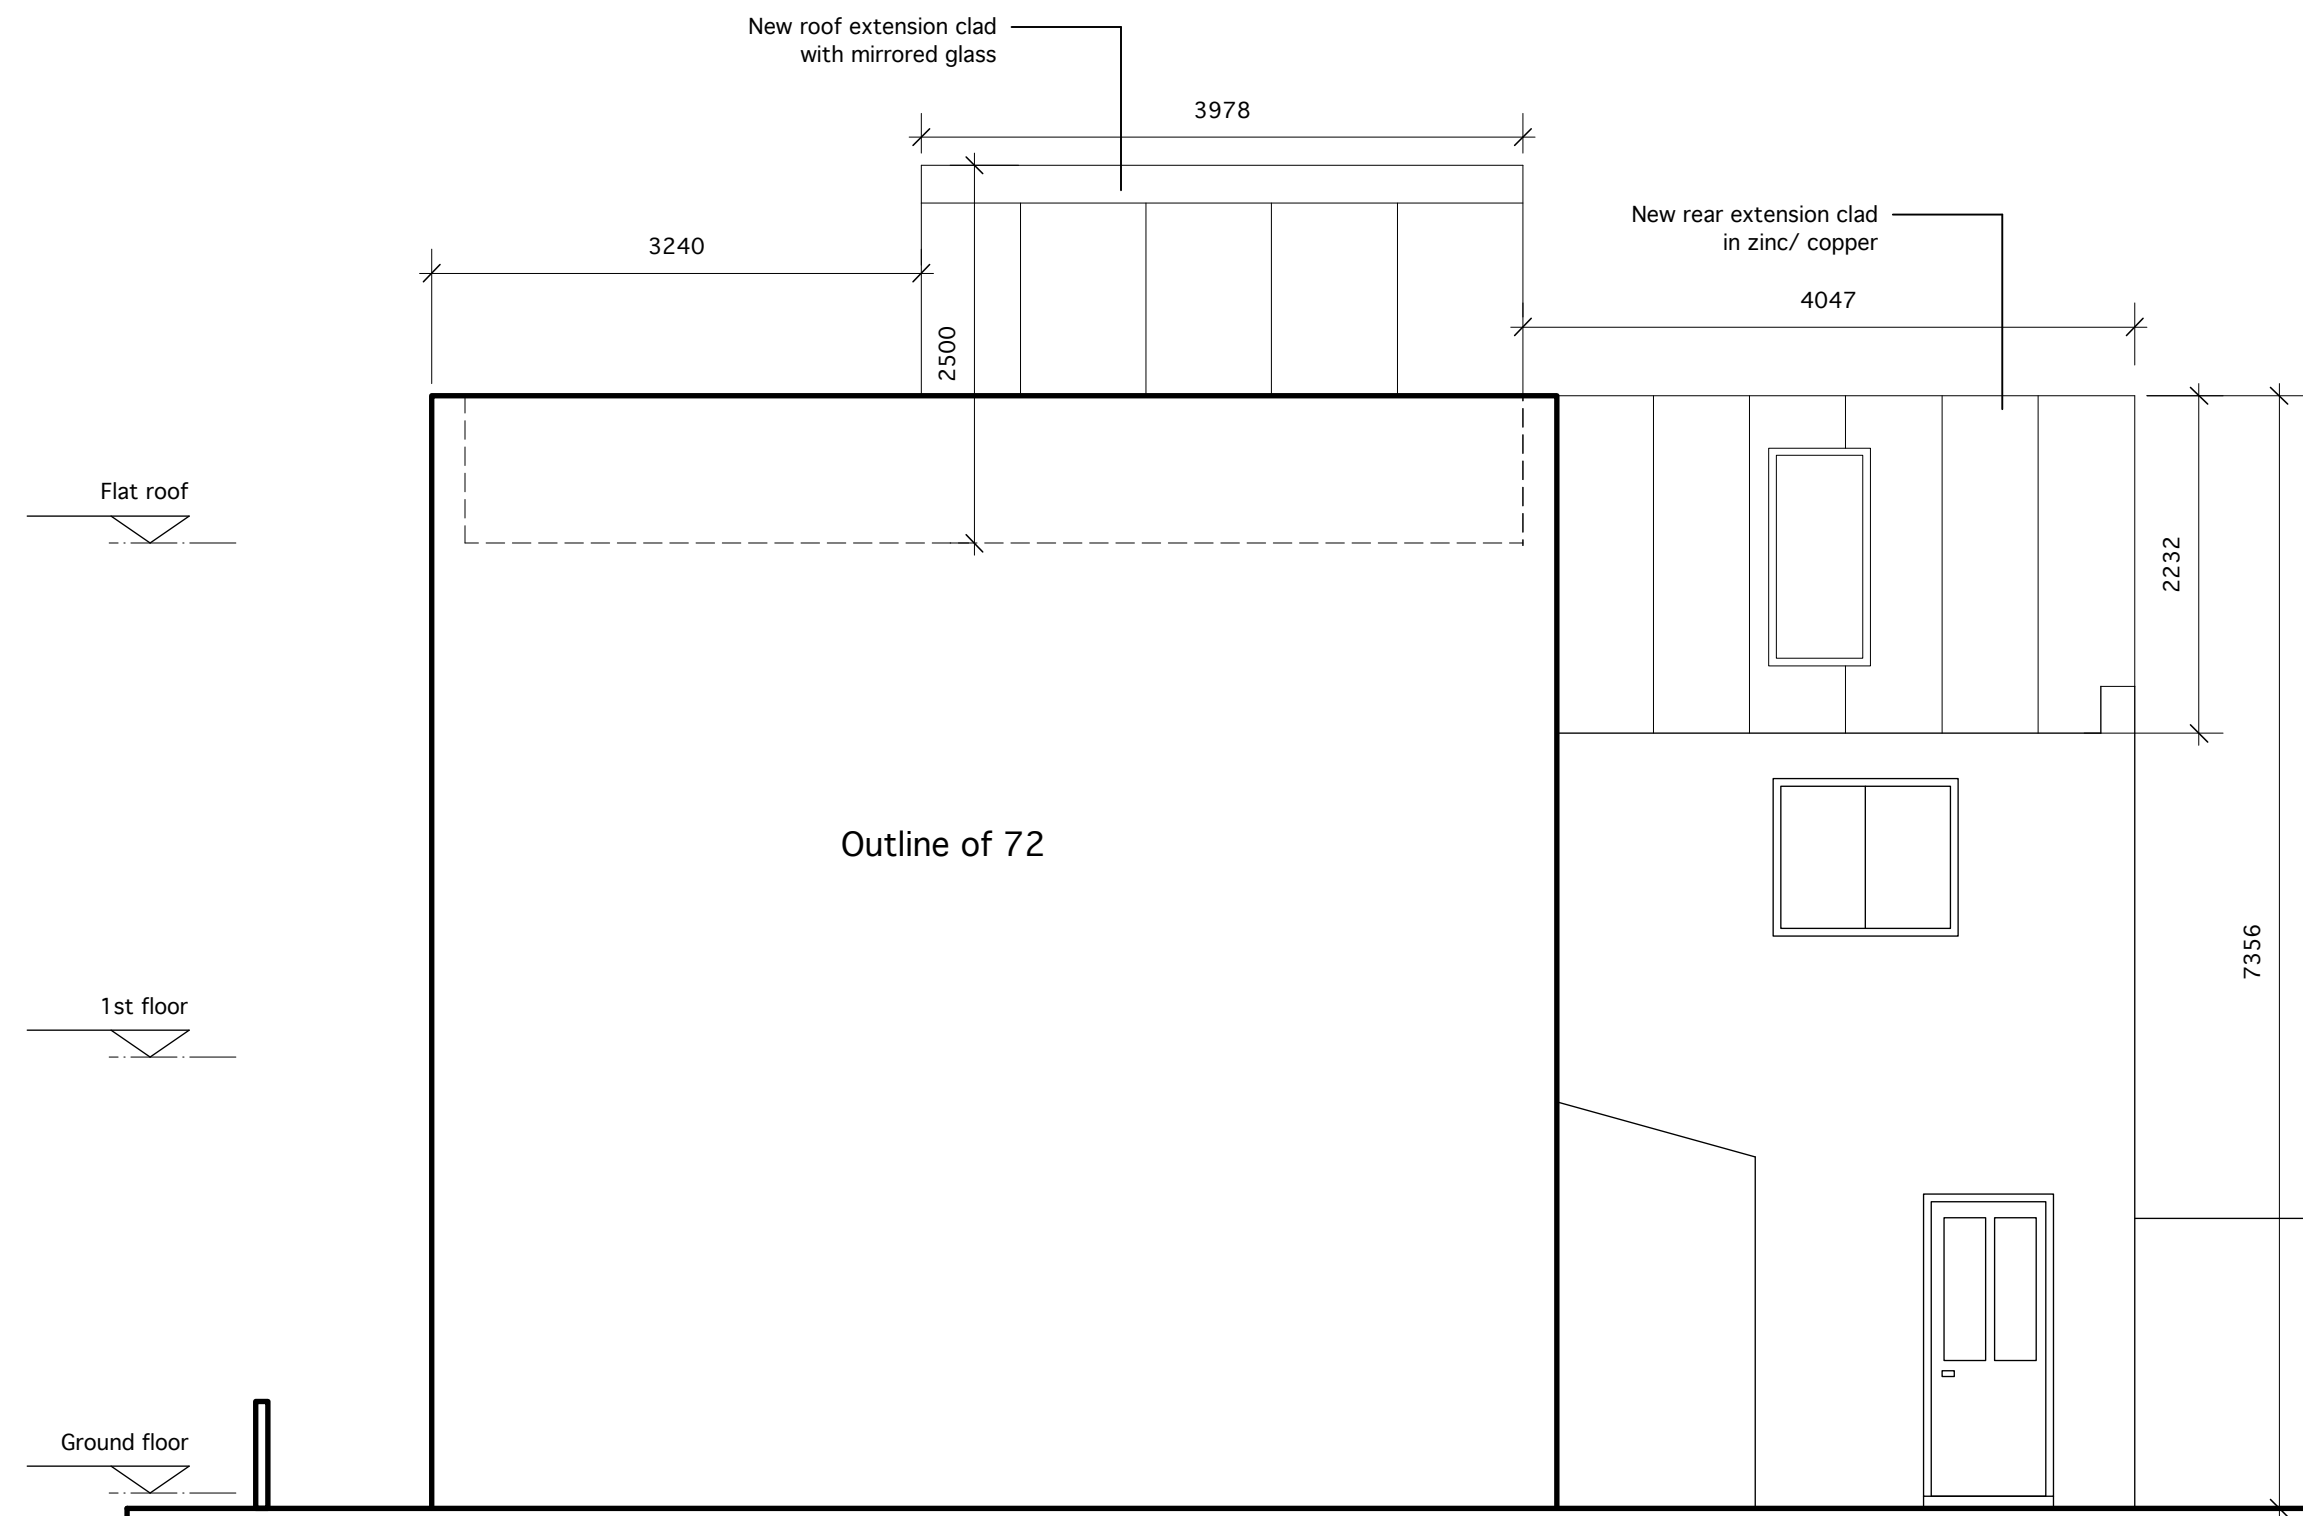 New roof extension clad
with mirrored glass
3978
New rear extension clad
in zinc/ copper
3240
4047
2500
Flat roof
2232
Outline of 72
7356
1st floor
Ground floor